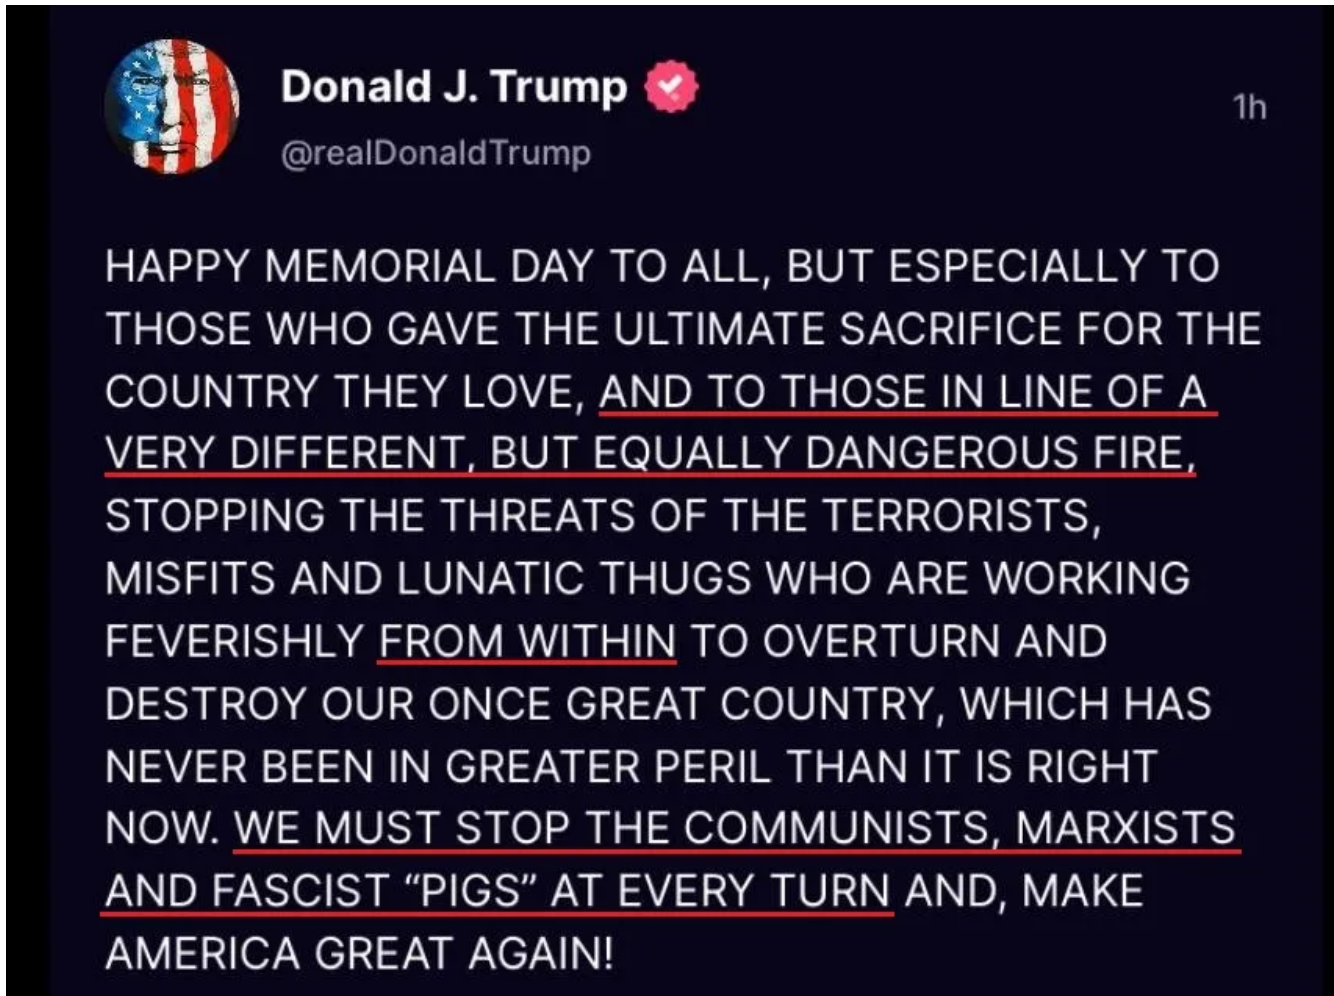 Donald J. Trump
1h
@realDonaldTrump
HAPPY MEMORIAL DAY TO ALL, BUT ESPECIALLY TO
THOSE WHO GAVE THE ULTIMATE SACRIFICE FOR THE
COUNTRY THEY LOVE, AND TO THOSE IN LINE OF A
VERY DIFFERENT, BUT EQUALLY DANGEROUS FIRE,
STOPPING THE THREATS OF THE TERRORISTS,
MISFITS AND LUNATIC THUGS WHO ARE WORKING
FEVERISHLY FROM WITHIN TO OVERTURN AND
DESTROY OUR ONCE GREAT COUNTRY, WHICH HAS
NEVER BEEN IN GREATER PERIL THAN IT IS RIGHT
NOW. WE MUST STOP THE COMMUNISTS, MARXISTS
AND FASCIST “PIGS” AT EVERY TURN AND, MAKE
AMERICA GREAT AGAIN!